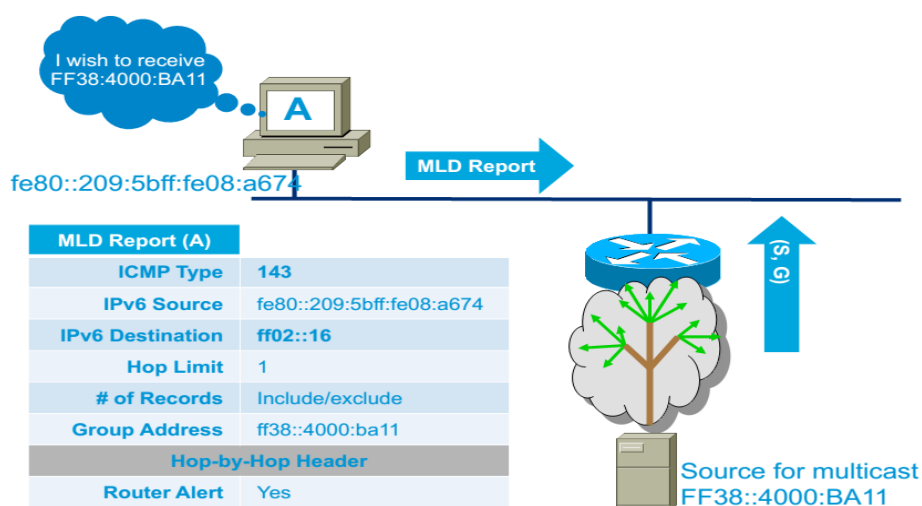 I wish to receive
FF38:4000:BA11
A
MLD Report
fe80::209:5bff:fe08:a674
(S, G)
MLD Report (A)
ICMP Type 143
IPv6 Source fe80::209:5bff:fe08:a674
IPv6 Destination ff02::16
Hop Limit 1
# of Records Include/exclude
Group Address ff38::4000:ba11
Hop-by-Hop Header
Router Alert Yes
Source for multicast
FF38::4000:BA11